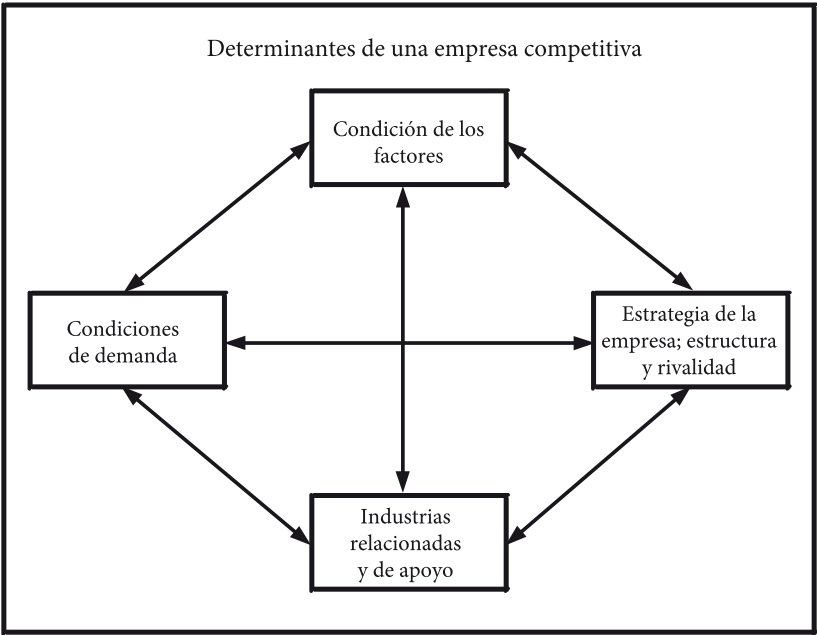 Determinantes de una empresa competitiva
Condición de los
factores
Condiciones
de demanda
Estrategia de la
empresa; estructura
y rivalidad
Industrias
relacionadas
y de apoyo